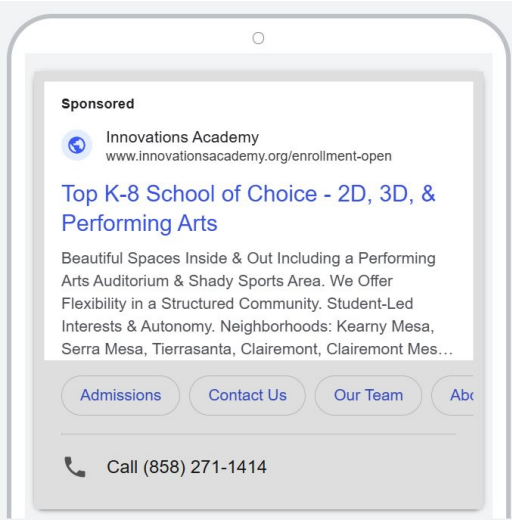 Sponsored
Innovations Academy
www.innovationsacademy.org/enrollment-open
Top K-8 School of Choice - 2D, 3D, &
Performing Arts
Beautiful Spaces Inside & Out Including a Performing
Arts Auditorium & Shady Sports Area. We Offer
Flexibility in a Structured Community. Student-Led
Interests & Autonomy. Neighborhoods: Kearny Mesa,
Serra Mesa, Tierrasanta, Clairemont, Clairemont Mes…
Admissions Contact Us Our Team
Call (858) 271-1414